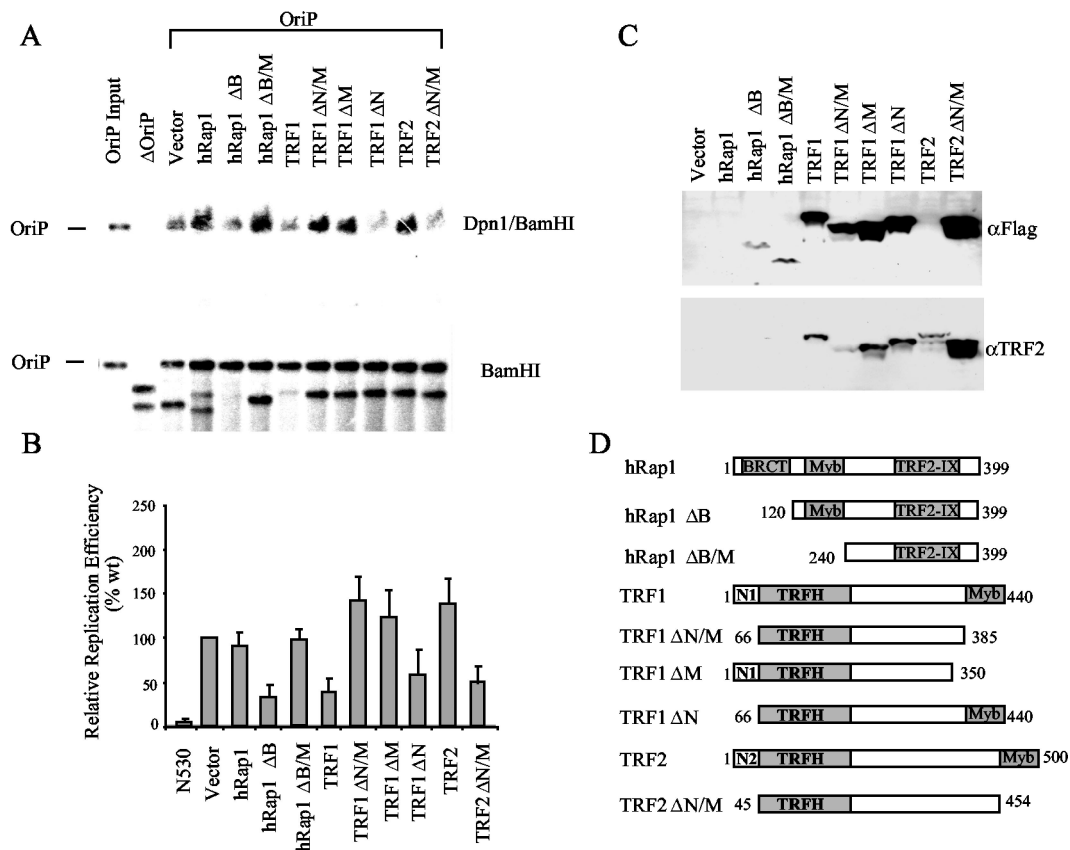 A
OriP
OriP Input
ΔOriP
Vector
hRap1
hRap1 ΔB
hRap1 ΔB/M
TRF1
TRF1 ΔN/M
TRF1 ΔM
TRF1 ΔN
TRF2
TRF2 ΔN/M
OriP
Dpn1/BamHI
OriP
BamHI
B
Relative Replication Efficiency
(% wt)
250
200
150
100
50
0
N530
Vector
hRap1
hRap1 ΔB
hRap1 ΔB/M
TRF1
TRF1 ΔN/M
TRF1 ΔM
TRF1 ΔN
TRF2
TRF2 ΔN/M
C
Vector
hRap1
hRap1 ΔB
hRap1 ΔB/M
TRF1
TRF1 ΔN/M
TRF1 ΔM
TRF1 ΔN
TRF2
TRF2 ΔN/M
αFlag
αTRF2
D
hRap1 1 BRCT Myb TRF2-IX 399
hRap1 ΔB 120 Myb TRF2-IX 399
hRap1 ΔB/M 240 TRF2-IX 399
TRF1 1 N1 TRFH Myb 440
TRF1 ΔN/M 66 TRFH 385
TRF1 ΔM 1 N1 TRFH 350
TRF1 ΔN 66 TRFH Myb 440
TRF2 1 N2 TRFH Myb 500
TRF2 ΔN/M 45 TRFH 454